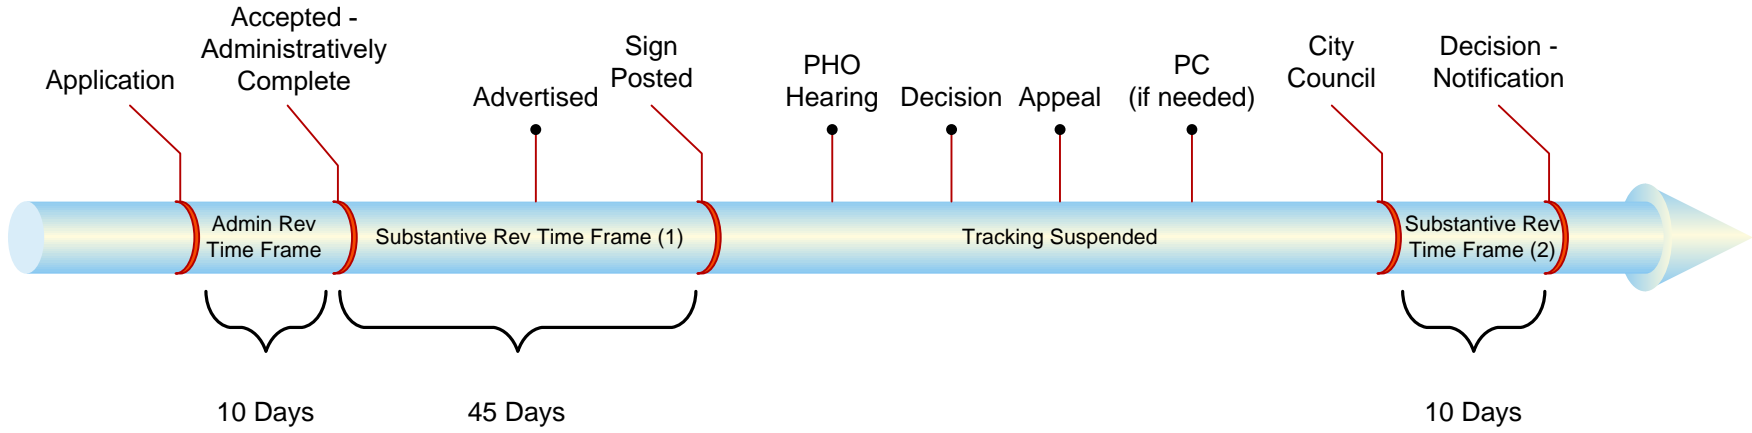 Application
Accepted -
Administratively
Complete
Advertised
Sign
Posted
PHO
Hearing
Decision
Appeal
PC
(if needed)
City
Council
Decision -
Notification
Admin Rev
Time Frame
Substantive Rev Time Frame (1)
Tracking Suspended
Substantive Rev
Time Frame (2)
10 Days
45 Days
10 Days